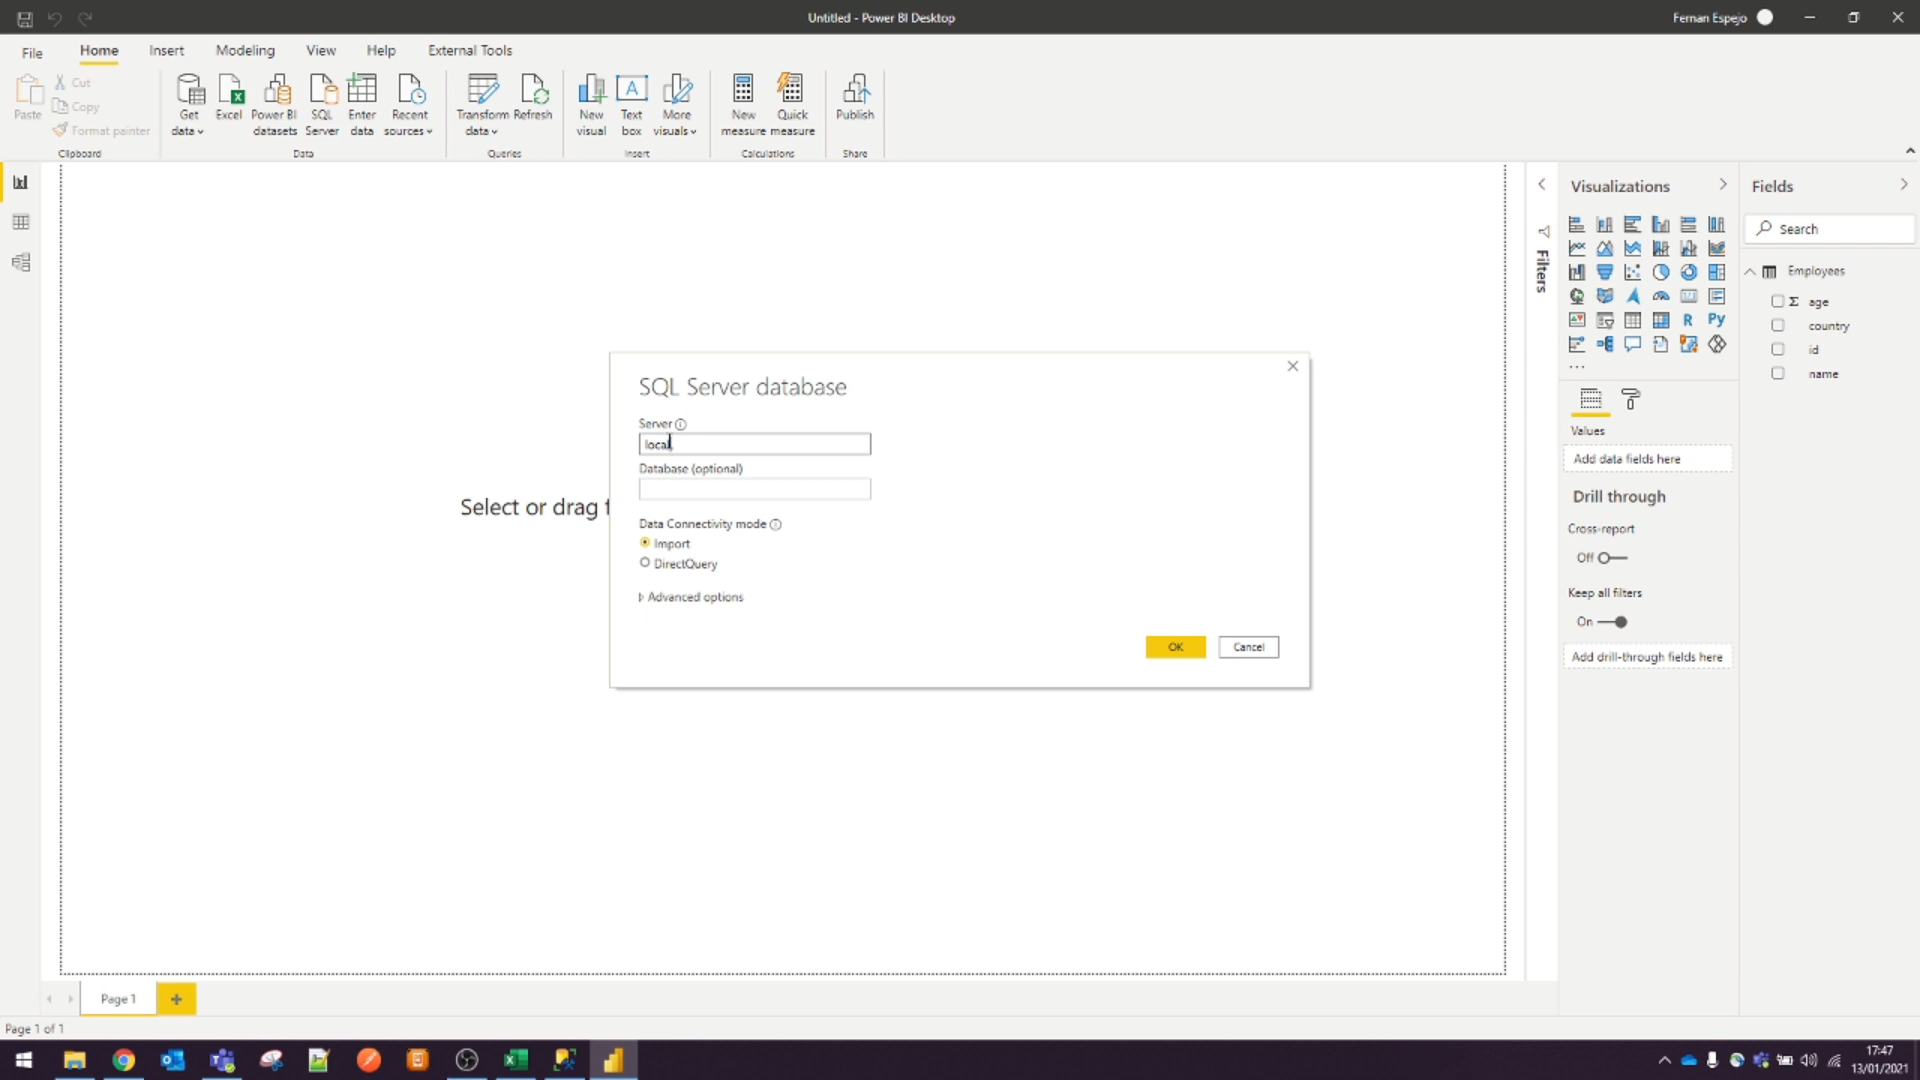 Untitled - Power BI Desktop
Fernan Espejo
File
Home
Insert
Modeling
View
Help
External Tools
Paste
Cut
Copy
Format painter
Clipboard
Get data
Excel
Power BI datasets
SQL Server
Enter data
Recent sources
Data
Transform data
Refresh
Queries
New visual
Text box
More visuals
Insert
New measure
Quick measure
Calculations
Publish
Share
Select or drag f
SQL Server database
Server
local
Database (optional)
Data Connectivity mode
Import
DirectQuery
Advanced options
OK
Cancel
Filters
Visualizations
R
Py
Values
Add data fields here
Drill through
Cross-report
Off
Keep all filters
On
Add drill-through fields here
Fields
Search
Employees
Σ age
country
id
name
Page 1
Page 1 of 1
17:47
13/01/2021